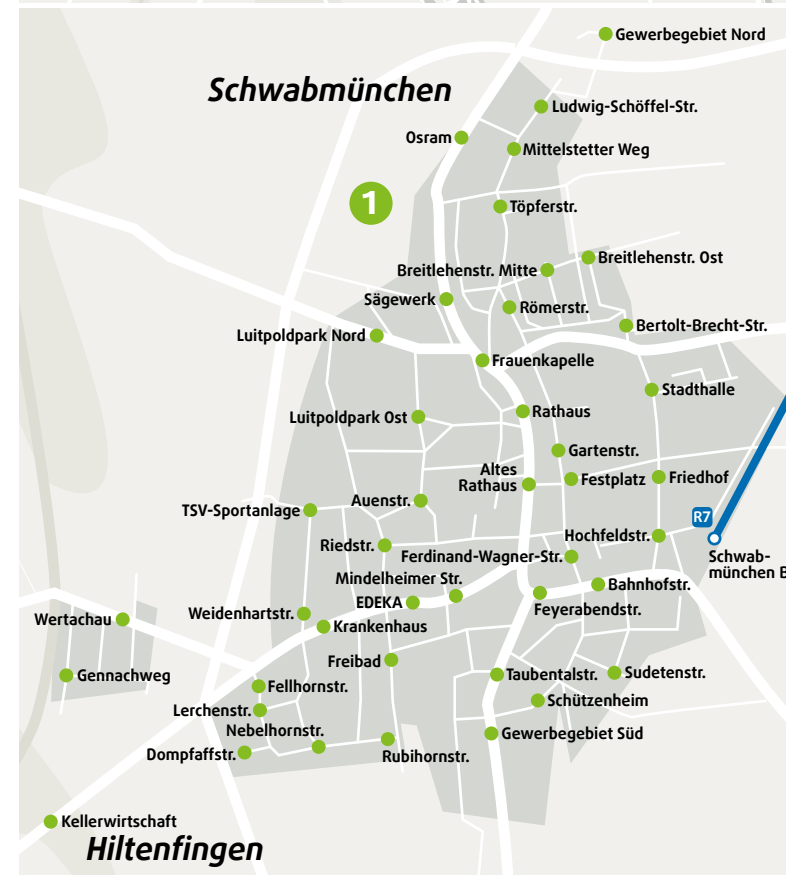 Gewerbegebiet Nord
Schwabmünchen
Ludwig-Schöffel-Str.
Osram
Mittelstetter Weg
1
Töpferstr.
Breitlehenstr. Ost
Breitlehenstr. Mitte
Sägewerk
Römerstr.
Bertolt-Brecht-Str.
Luitpoldpark Nord
Frauenkapelle
Stadthalle
Rathaus
Luitpoldpark Ost
Gartenstr.
Altes
Rathaus
Festplatz
Friedhof
Auenstr.
TSV-Sportanlage
R7
Hochfeldstr.
Riedstr.
Ferdinand-Wagner-Str.
Schwab-
münchen B
Mindelheimer Str.
Bahnhofstr.
EDEKA
Feyerabendstr.
Weidenhartstr.
Wertachau
Krankenhaus
Freibad
Gennachweg
Taubentalstr.
Sudetenstr.
Fellhornstr.
Schützenheim
Lerchenstr.
Nebelhornstr.
Gewerbegebiet Süd
Dompfaffstr.
Rubihornstr.
Kellerwirtschaft
Hiltenfingen